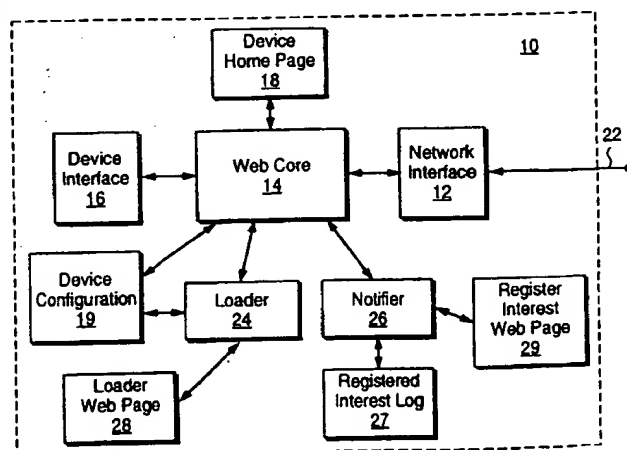 Device
Home Page
18
10
22
Device
Interface
16
Web Core
14
Network
Interface
12
Device
Configuration
19
Loader
24
Notifier
26
Register
Interest
Web Page
29
Loader
Web Page
28
Registered
Interest Log
27